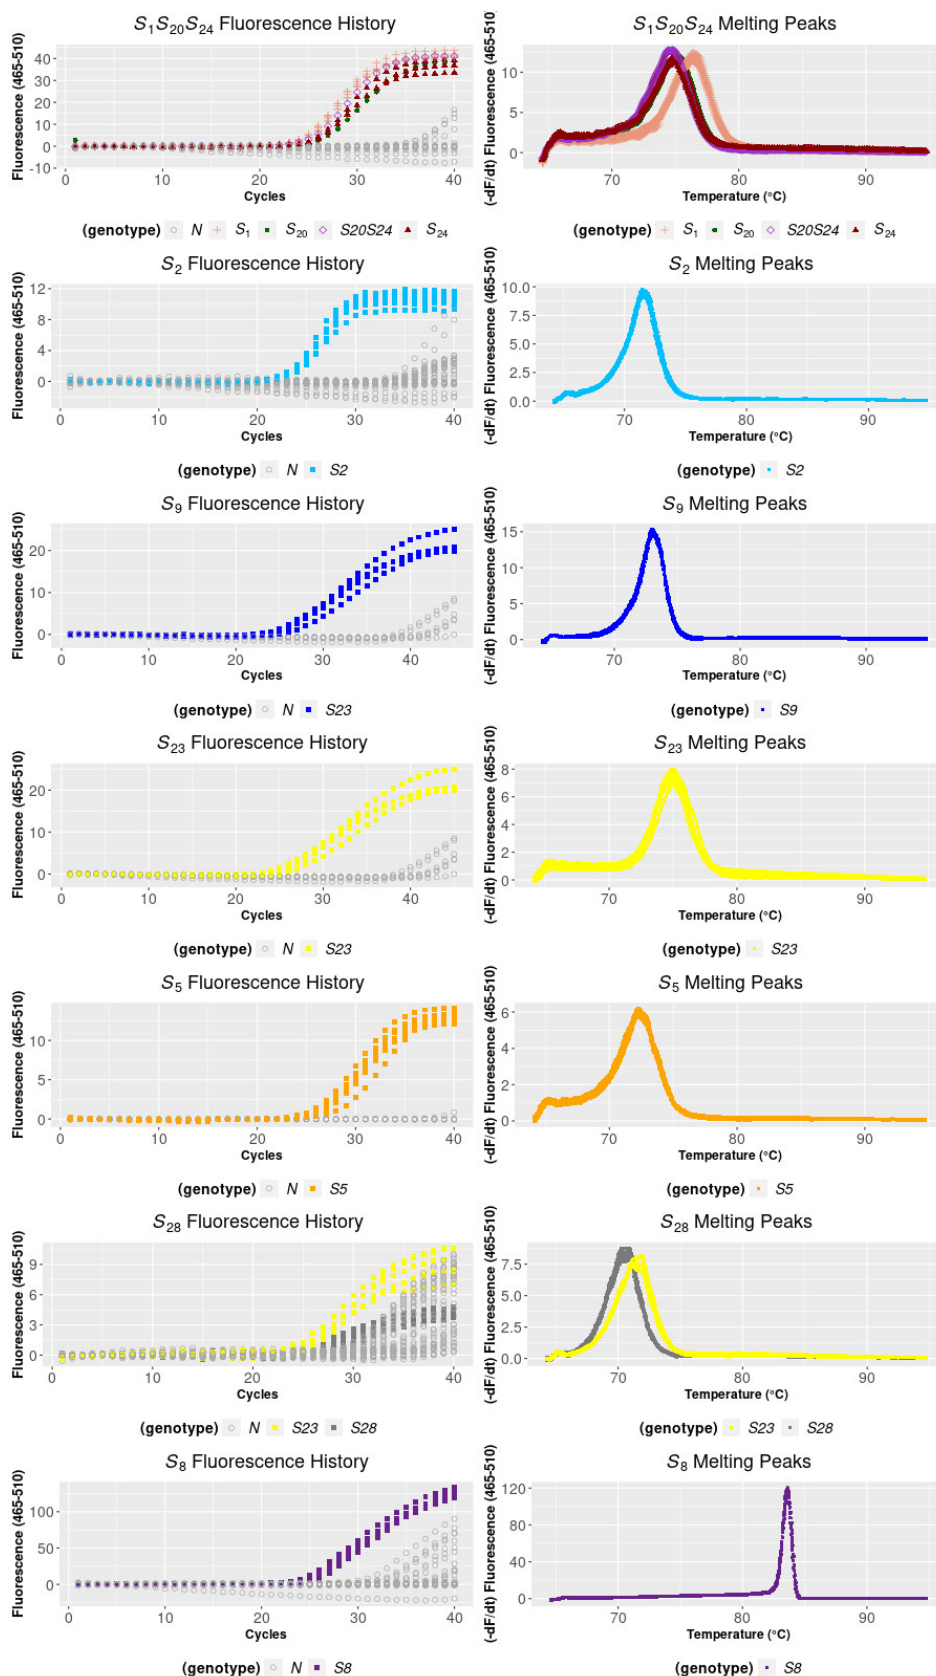 S1S20S24 Fluorescence History
Fluorescence (465-510)
40
30
20
10
0
-10
0 10 20 30 40
Cycles
(genotype) N S1 S20 S20S24 S24
S1S20S24 Melting Peaks
(-dF/dt) Fluorescence (465-510)
10
5
0
70 80 90
Temperature (°C)
(genotype) S1 S20 S20S24 S24
S2 Fluorescence History
Fluorescence (465-510)
12
8
4
0
0 10 20 30 40
Cycles
(genotype) N S2
S2 Melting Peaks
(-dF/dt) Fluorescence (465-510)
10.0
7.5
5.0
2.5
0.0
70 80 90
Temperature (°C)
(genotype) S2
S9 Fluorescence History
Fluorescence (465-510)
20
10
0
0 10 20 30 40
Cycles
(genotype) N S23
S9 Melting Peaks
(-dF/dt) Fluorescence (465-510)
15
10
5
0
70 80 90
Temperature (°C)
(genotype) S9
S23 Fluorescence History
Fluorescence (465-510)
20
10
0
0 10 20 30 40
Cycles
(genotype) N S23
S23 Melting Peaks
(-dF/dt) Fluorescence (465-510)
8
6
4
2
0
70 80 90
Temperature (°C)
(genotype) S23
S5 Fluorescence History
Fluorescence (465-510)
10
5
0
0 10 20 30 40
Cycles
(genotype) N S5
S5 Melting Peaks
(-dF/dt) Fluorescence (465-510)
6
4
2
0
70 80 90
Temperature (°C)
(genotype) S5
S28 Fluorescence History
Fluorescence (465-510)
9
6
3
0
0 10 20 30 40
Cycles
(genotype) N S23 S28
S28 Melting Peaks
(-dF/dt) Fluorescence (465-510)
7.5
5.0
2.5
0.0
70 80 90
Temperature (°C)
(genotype) S23 S28
S8 Fluorescence History
Fluorescence (465-510)
100
50
0
0 10 20 30 40
Cycles
(genotype) N S8
S8 Melting Peaks
(-dF/dt) Fluorescence (465-510)
120
80
40
0
70 80 90
Temperature (°C)
(genotype) S8